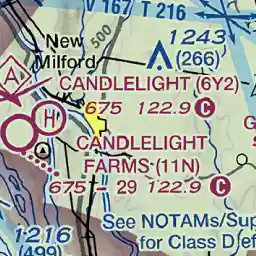 V 167 T 216
New
Milford
500
1243
(266)
A
CANDLELIGHT (6Y2)
675 122.9 C
H
CANDLELIGHT
FARMS (11N)
675 - 29 122.9 C
See NOTAMs/Sup
for Class D
1216
(499)